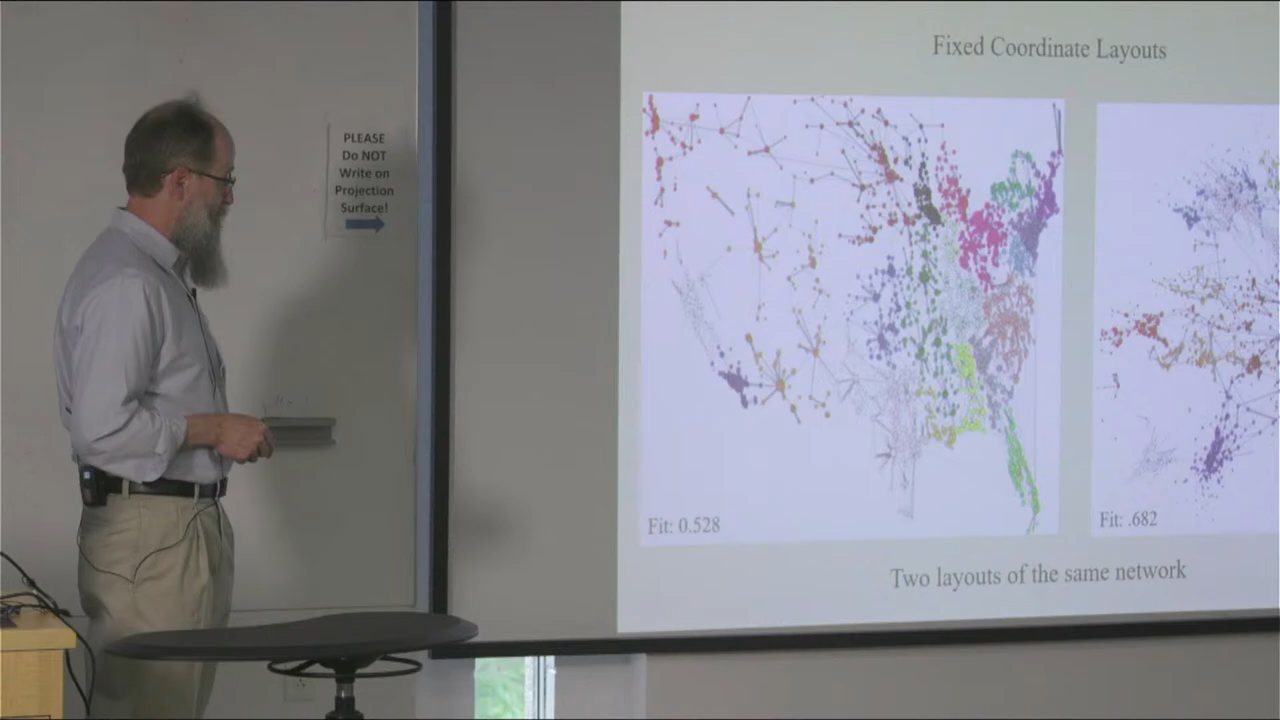 PLEASE
Do NOT
Write on
Projection
Surface!
Fixed Coordinate Layouts
Fit: 0.528
Fit: .682
Two layouts of the same network